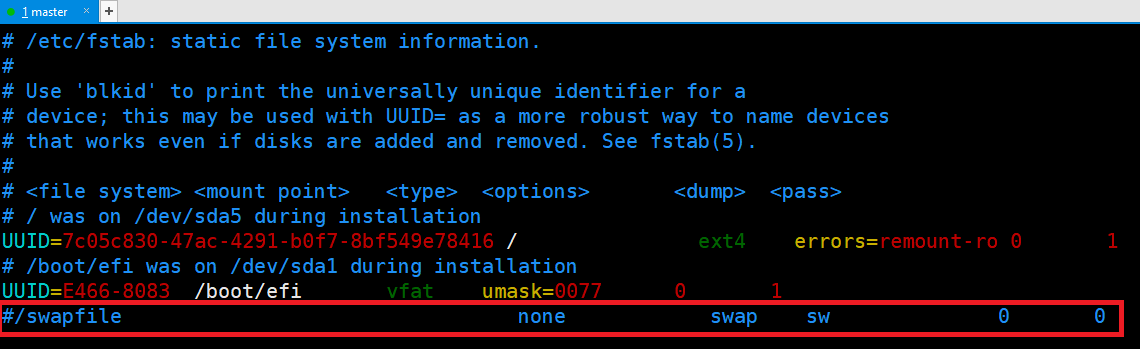 1 master × +
# /etc/fstab: static file system information.
#
# Use 'blkid' to print the universally unique identifier for a
# device; this may be used with UUID= as a more robust way to name devices
# that works even if disks are added and removed. See fstab(5).
#
# <file system> <mount point>   <type>  <options>       <dump>  <pass>
# / was on /dev/sda5 during installation
UUID=7c05c830-47ac-4291-b0f7-8bf549e78416 /               ext4    errors=remount-ro 0       1
# /boot/efi was on /dev/sda1 during installation
UUID=E466-8083  /boot/efi       vfat    umask=0077      0       1
#/swapfile                                 none            swap    sw              0       0